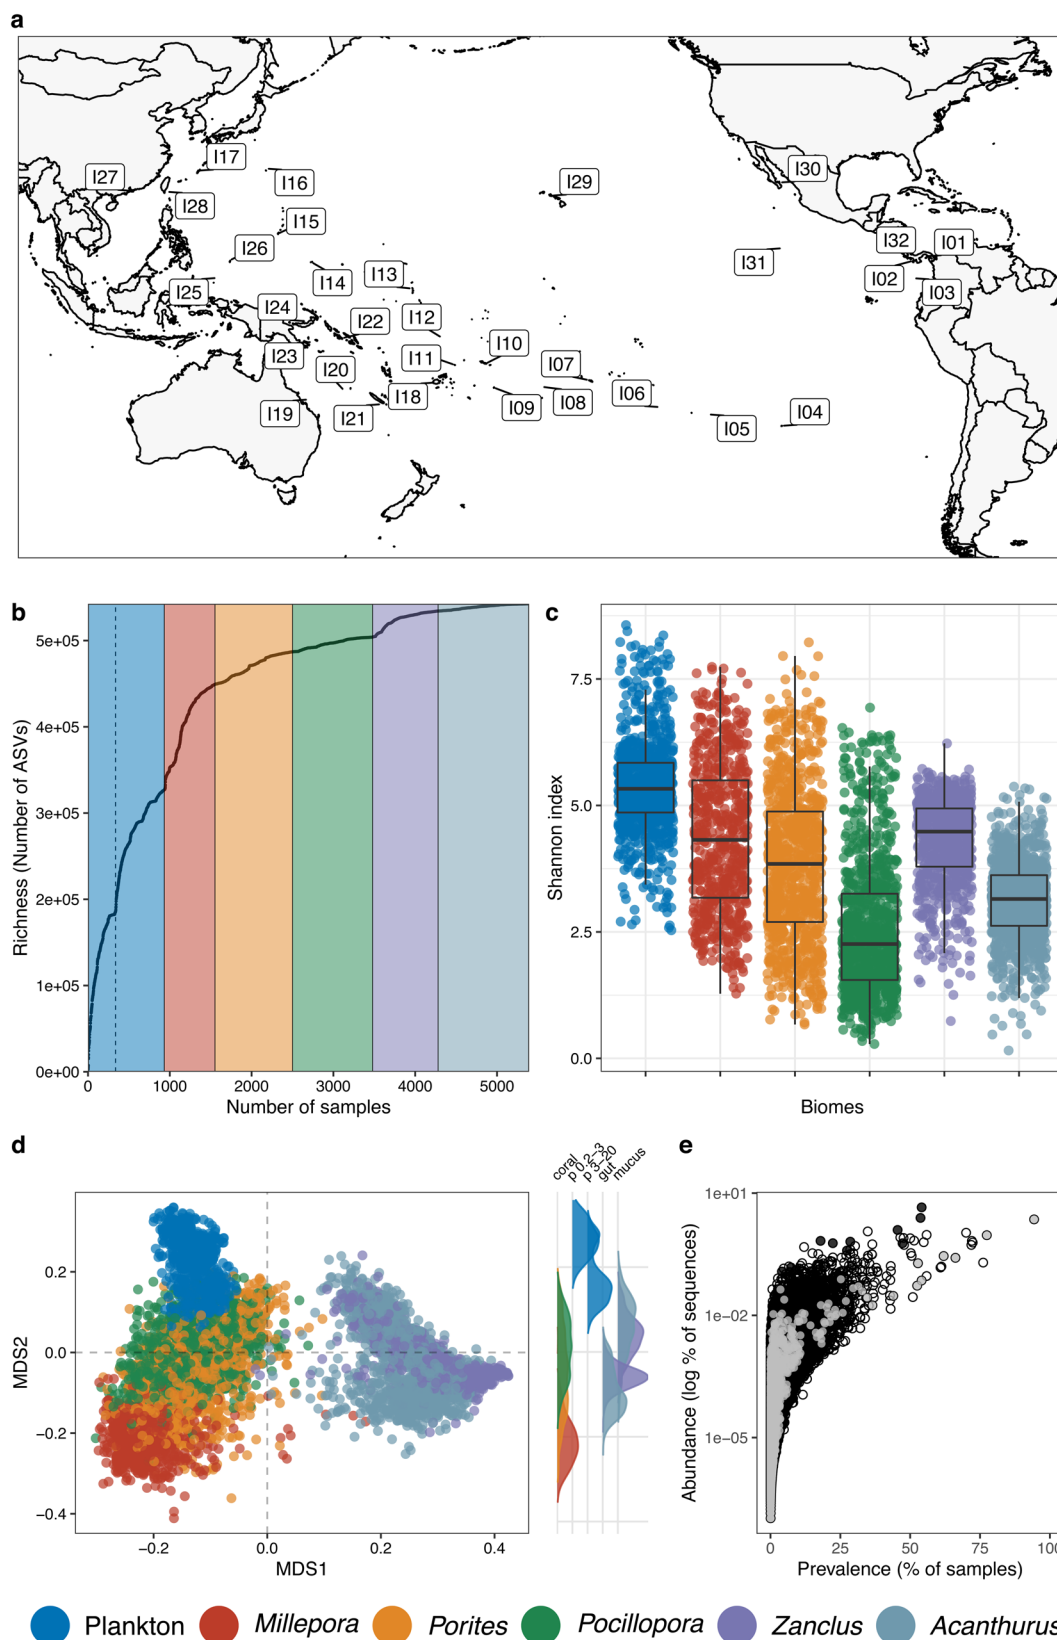 a
I17
I27
I16
I29
I30
I28
I15
I26
I32
I01
I31
I13
I14
I02
I25
I03
I24
I22
I12
I10
I23
I11
I07
I20
I18
I06
I19
I21
I09
I08
I04
I05
b
Richness (Number of ASVs)
5e+05
4e+05
3e+05
2e+05
1e+05
0e+00
0 1000 2000 3000 4000 5000
Number of samples
c
Shannon index
7.5
5.0
2.5
0.0
Biomes
d
MDS2
0.2
0.0
−0.2
−0.4
−0.2 0.0 0.2 0.4
MDS1
coral
p 0.2−3
p 3−20
gut
mucus
e
Abundance (log % of sequences)
1e+01
1e−02
1e−05
0 25 50 75 100
Prevalence (% of samples)
Plankton Millepora Porites Pocillopora Zanclus Acanthurus